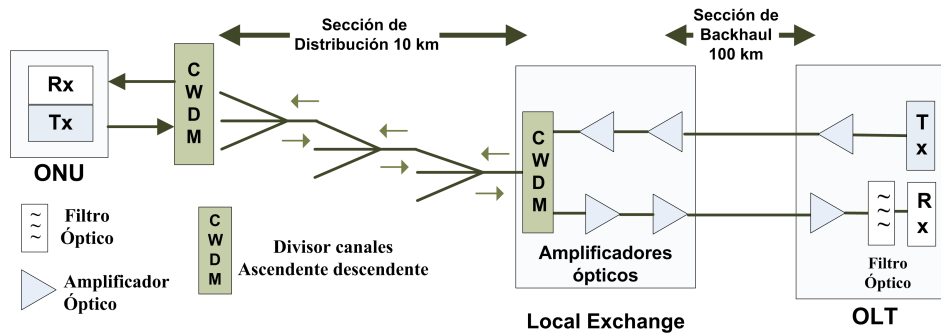 Sección de
Distribución 10 km
Sección de
Backhaul
100 km
Rx
Tx
ONU
C
W
D
M
C
W
D
M
Amplificadores
ópticos
Local Exchange
T
x
R
x
Filtro
Óptico
OLT
~
~
~
Filtro
Óptico
Amplificador
Óptico
C
W
D
M
Divisor canales
Ascendente descendente